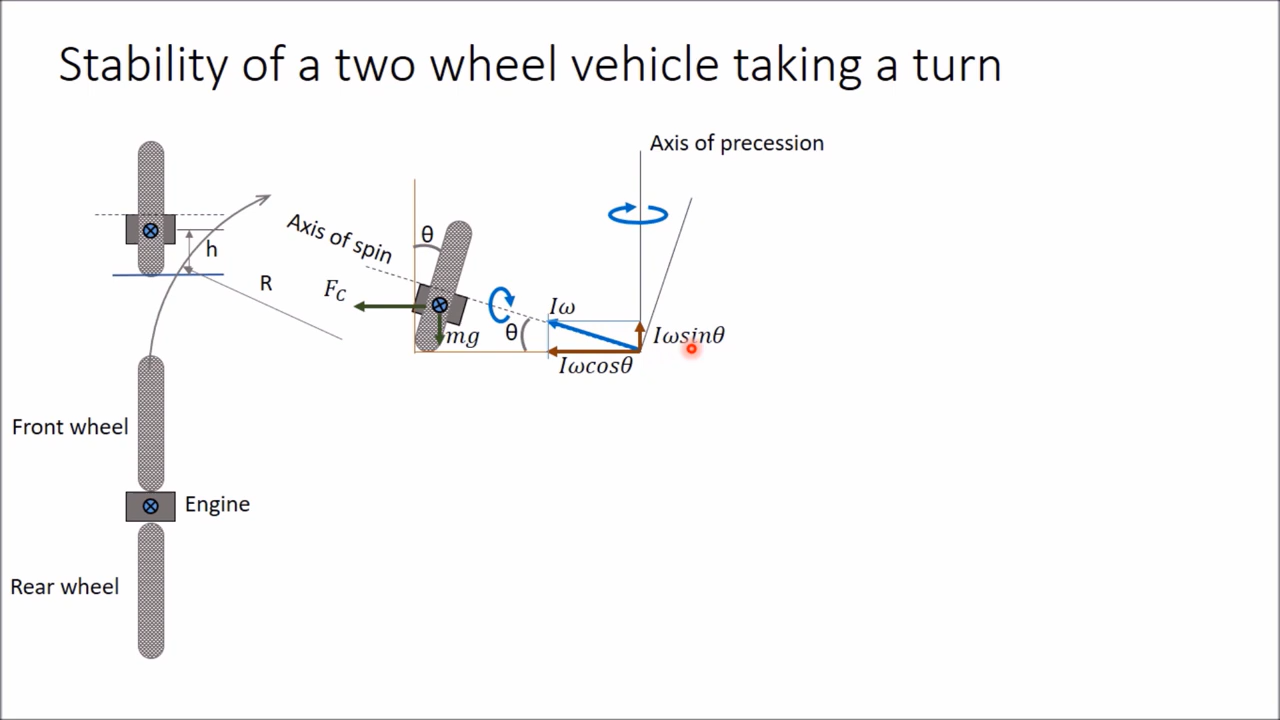 Stability of a two wheel vehicle taking a turn
Axis of precession
Axis of spin
θ
h
R
F_C
Iω
mg
θ
Iωsinθ
Iωcosθ
Front wheel
Engine
Rear wheel